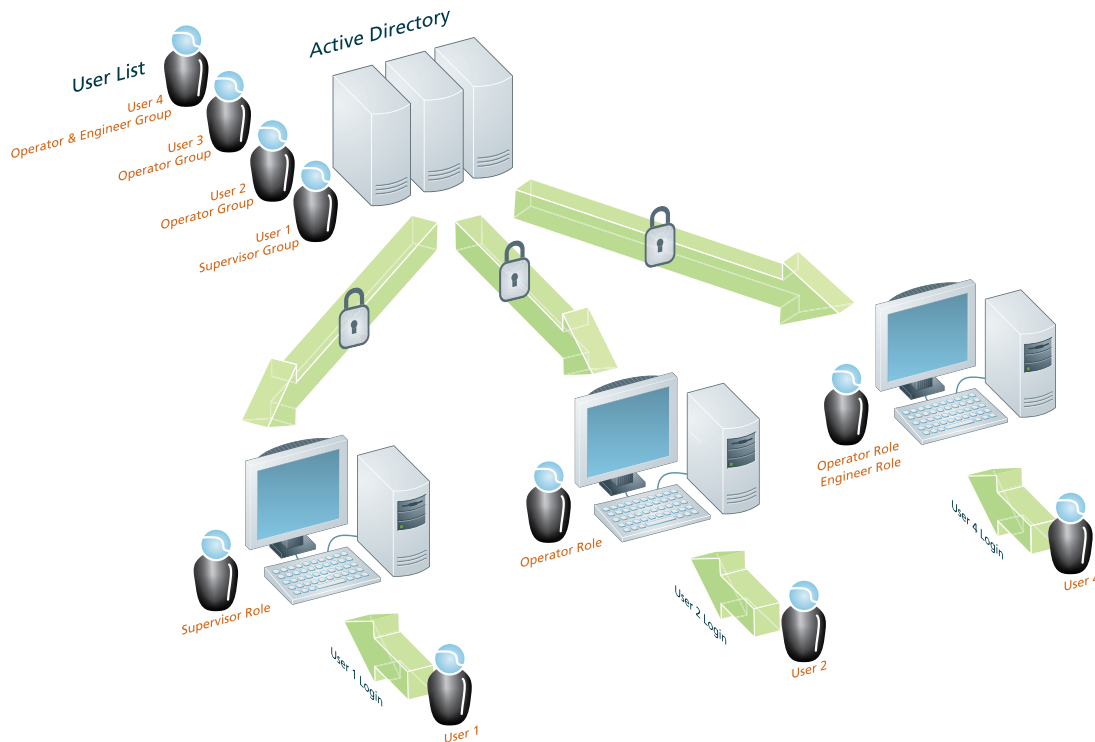 Active Directory
User List
User 4
Operator & Engineer Group
User 3
Operator Group
User 2
Operator Group
User 1
Supervisor Group
Operator Role
Engineer Role
Operator Role
Supervisor Role
User 4 Login
User 4
User 2 Login
User 2
User 1 Login
User 1